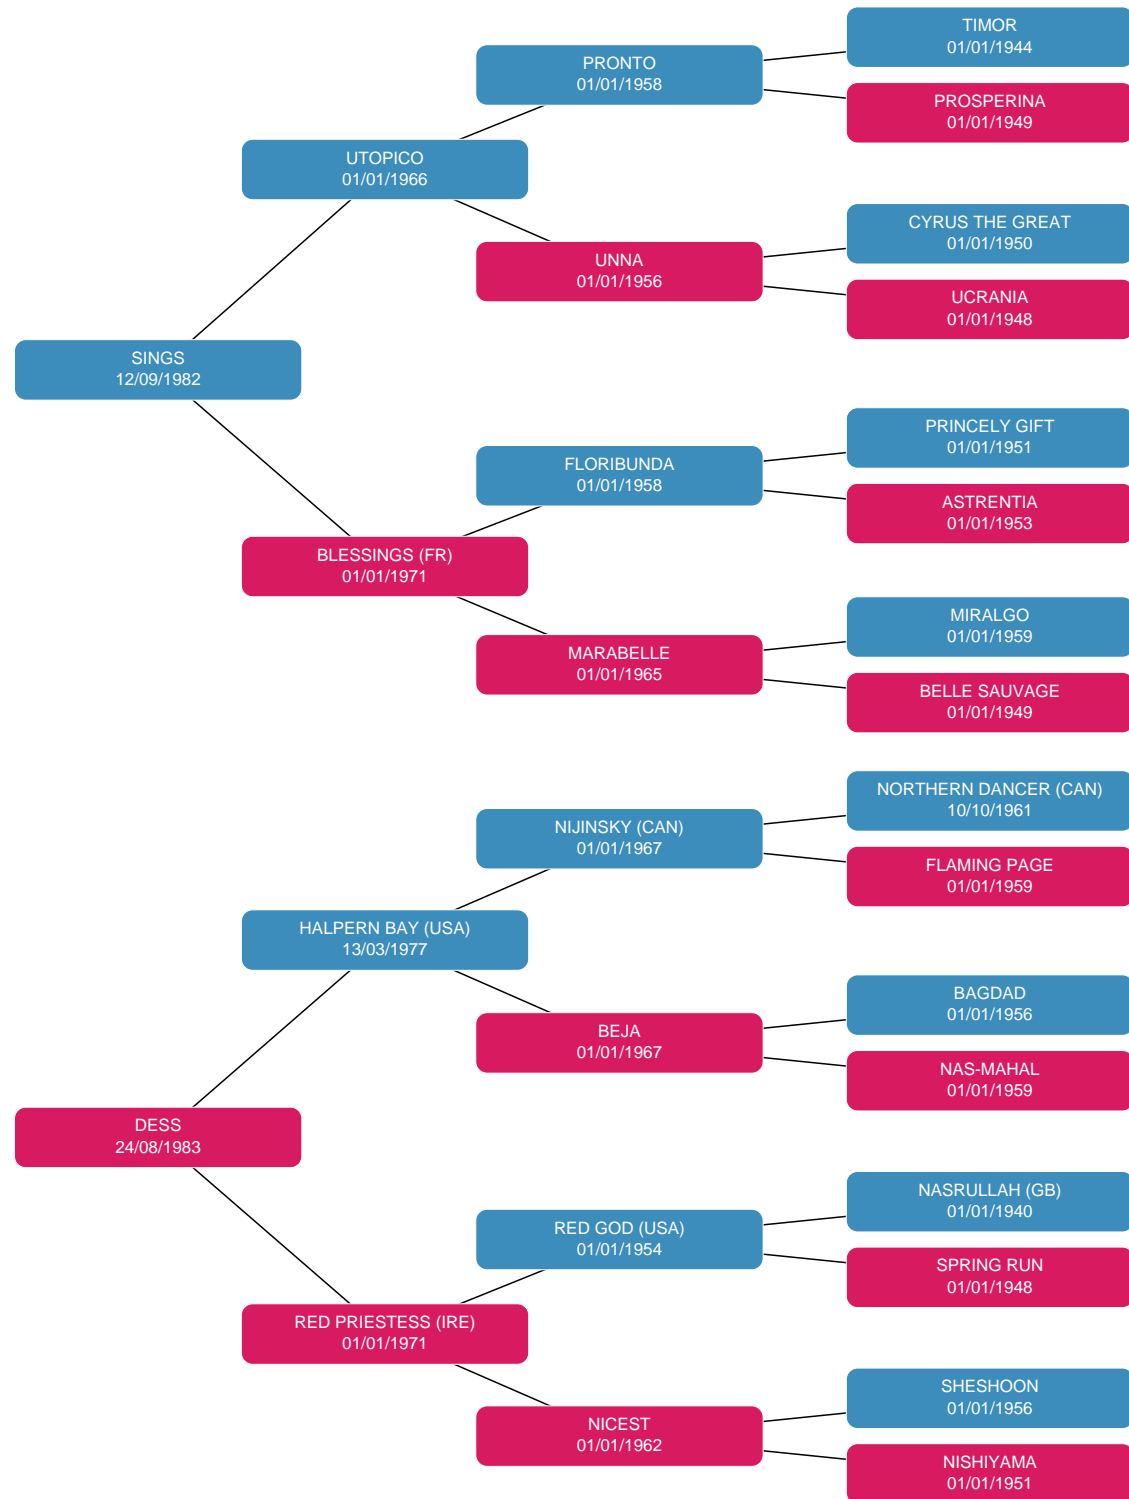 TIMOR
01/01/1944
PRONTO
01/01/1958
PROSPERINA
01/01/1949
UTOPICO
01/01/1966
CYRUS THE GREAT
01/01/1950
UNNA
01/01/1956
UCRANIA
01/01/1948
SINGS
12/09/1982
PRINCELY GIFT
01/01/1951
FLORIBUNDA
01/01/1958
ASTRENTIA
01/01/1953
BLESSINGS (FR)
01/01/1971
MIRALGO
01/01/1959
MARABELLE
01/01/1965
BELLE SAUVAGE
01/01/1949
NORTHERN DANCER (CAN)
10/10/1961
NIJINSKY (CAN)
01/01/1967
FLAMING PAGE
01/01/1959
HALPERN BAY (USA)
13/03/1977
BAGDAD
01/01/1956
BEJA
01/01/1967
NAS-MAHAL
01/01/1959
DESS
24/08/1983
NASRULLAH (GB)
01/01/1940
RED GOD (USA)
01/01/1954
SPRING RUN
01/01/1948
RED PRIESTESS (IRE)
01/01/1971
SHESHOON
01/01/1956
NICEST
01/01/1962
NISHIYAMA
01/01/1951